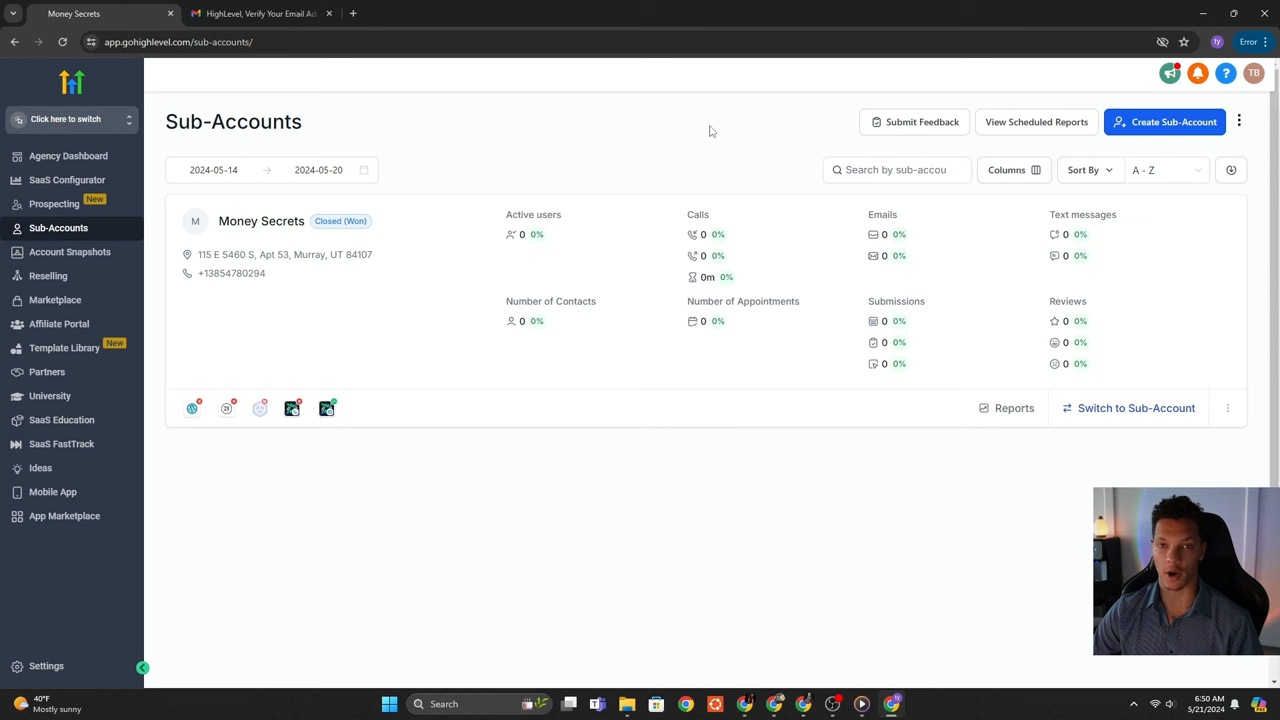 Money Secrets
HighLevel, Verify Your Email Ad
app.gohighlevel.com/sub-accounts/
ty
Error
Click here to switch
Agency Dashboard
SaaS Configurator
Prospecting New
Sub-Accounts
Account Snapshots
Reselling
Marketplace
Affiliate Portal
Template Library New
Partners
University
SaaS Education
SaaS FastTrack
Ideas
Mobile App
App Marketplace
Settings
TB
Sub-Accounts
Submit Feedback
View Scheduled Reports
Create Sub-Account
2024-05-14
2024-05-20
Search by sub-accou
Columns
Sort By
A - Z
M
Money Secrets
Closed (Won)
115 E 5460 S, Apt 53, Murray, UT 84107
+13854780294
Active users
0 0%
Calls
0 0%
0 0%
0m 0%
Emails
0 0%
0 0%
Text messages
0 0%
0 0%
Number of Contacts
0 0%
Number of Appointments
0 0%
Submissions
0 0%
0 0%
0 0%
Reviews
0 0%
0 0%
0 0%
Reports
Switch to Sub-Account
40°F
Mostly sunny
Search
6:50 AM
5/21/2024